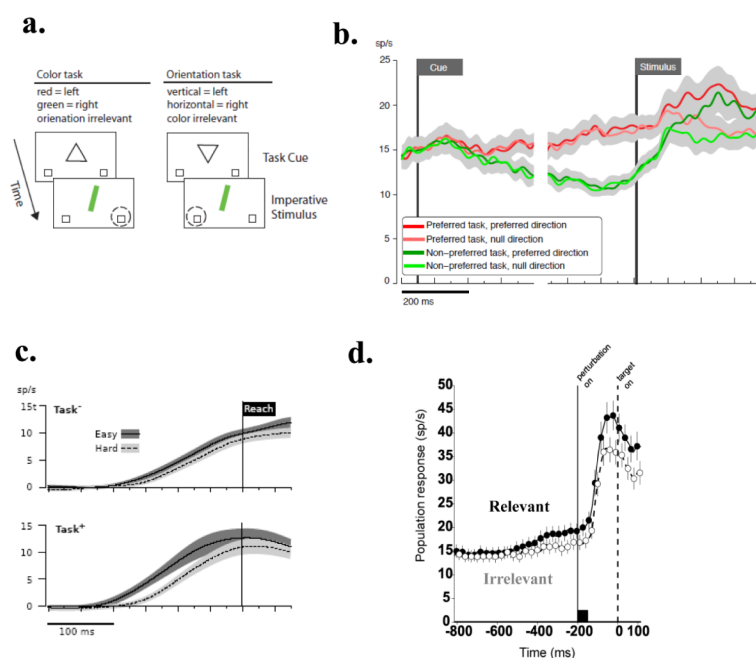 a.
Color task
red = left
green = right
orienation irrelevant
Orientation task
vertical = left
horizontal = right
color irrelevant
Task Cue
Imperative
Stimulus
Time
b.
sp/s
25
20
15
10
5
0
Cue
Stimulus
Preferred task, preferred direction
Preferred task, null direction
Non-preferred task, preferred direction
Non-preferred task, null direction
200 ms
c.
sp/s
15
10
5
0
Task-
Easy
Hard
Reach
10
5
0
Task+
100 ms
d.
perturbation
on
target
on
Population response (sp/s)
50
45
40
35
30
25
20
15
10
5
0
Relevant
Irrelevant
-800
-600
-400
-200
0
100
Time (ms)